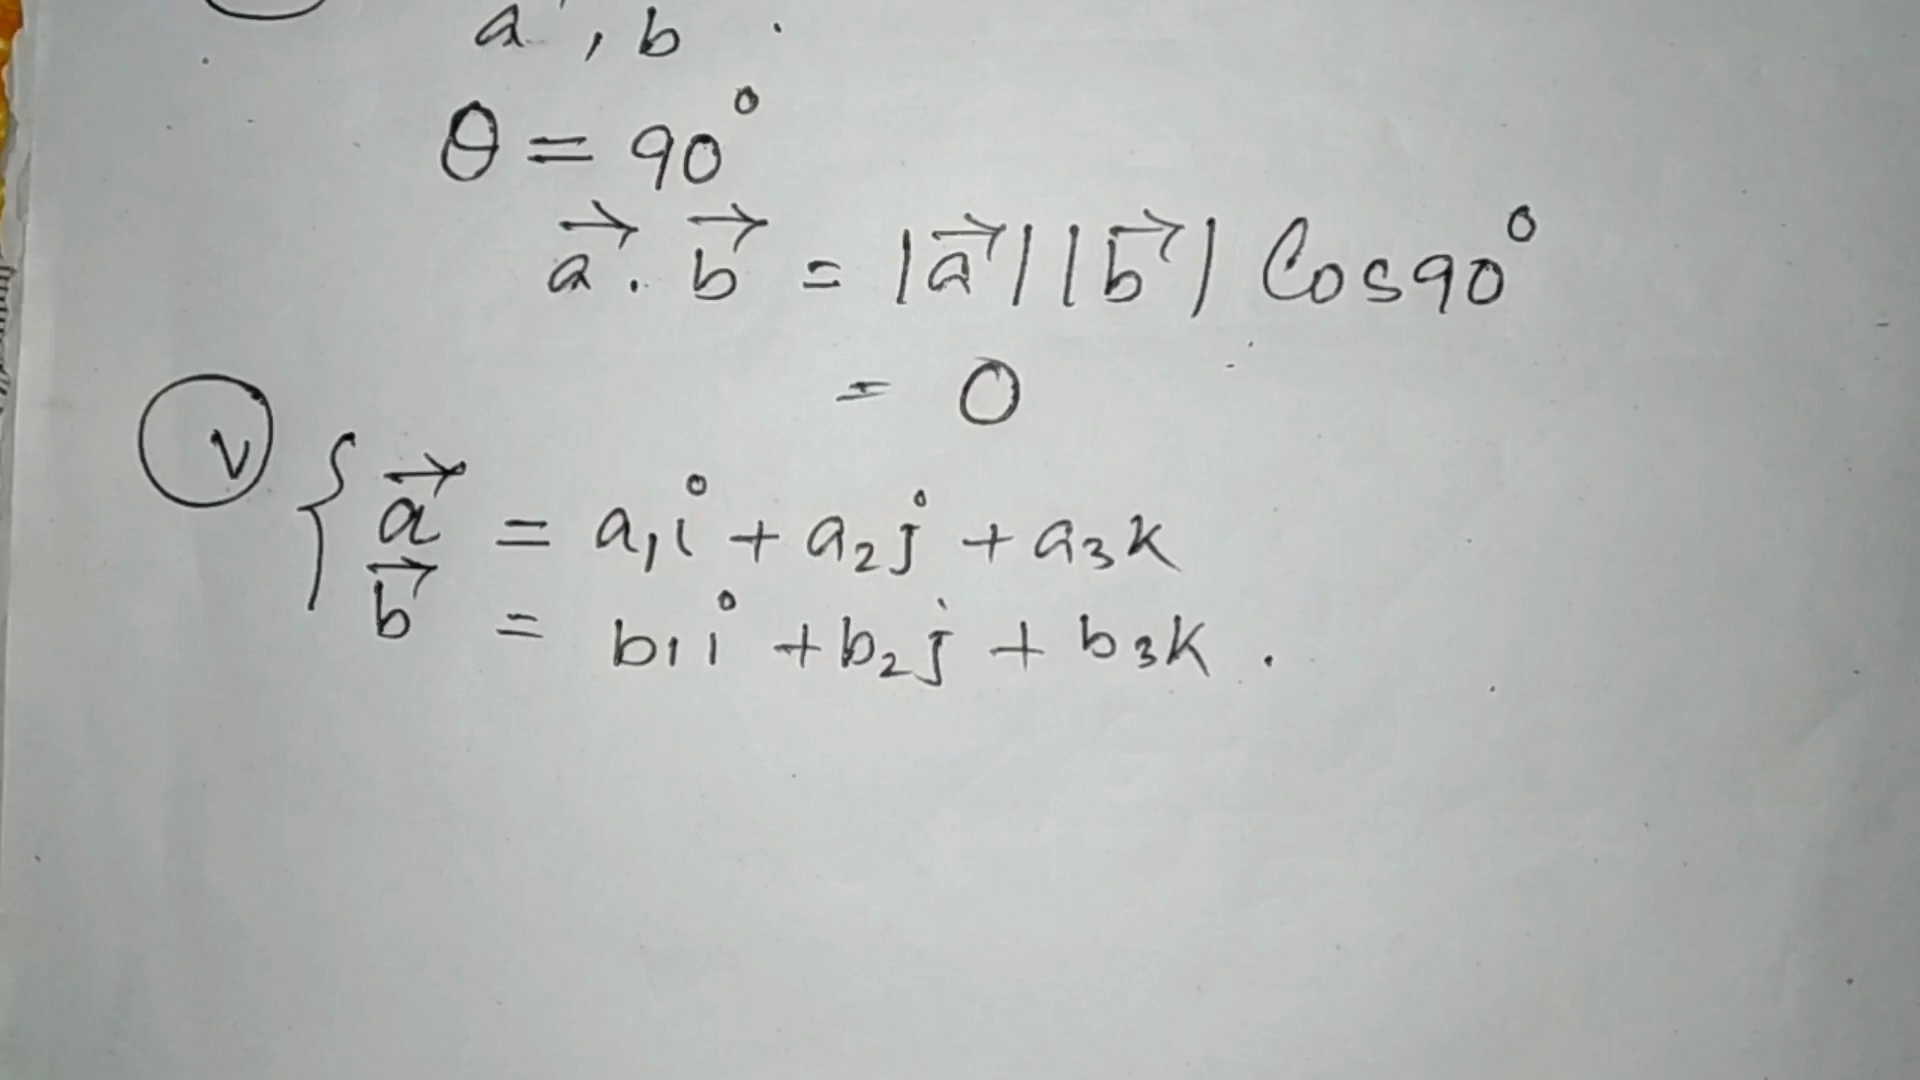 a , b .
θ = 90°
a⃗ . b⃗ = |a⃗| |b⃗| Cos90°
= 0
(v) { a⃗ = a₁i + a₂j + a₃k
b⃗ = b₁i + b₂j + b₃k .